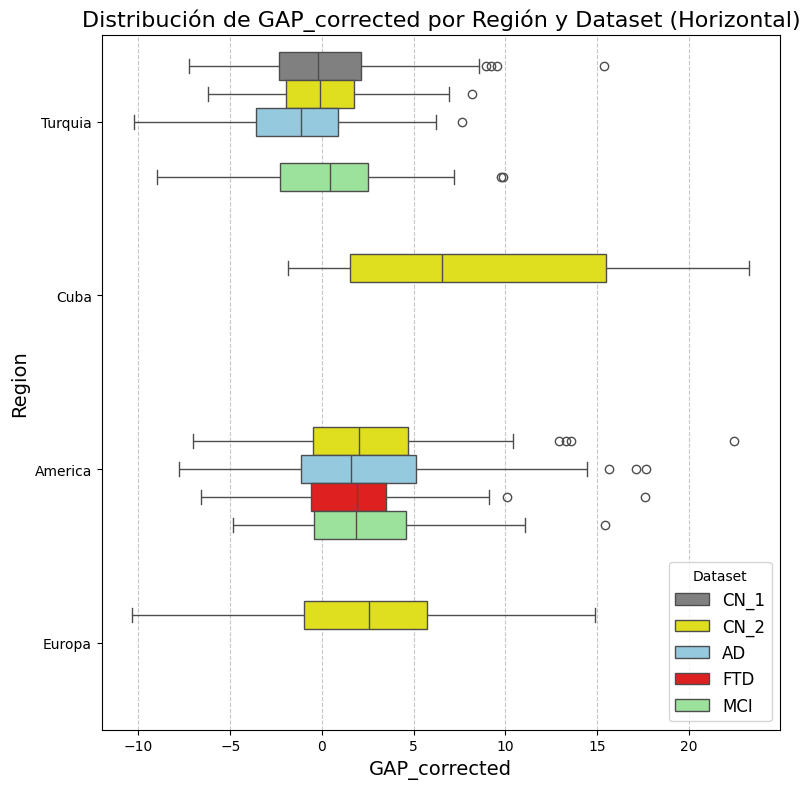 Distribución de GAP_corrected por Región y Dataset (Horizontal)
Turquia
Cuba
America
Europa
Region
−10
−5
0
5
10
15
20
GAP_corrected
Dataset
CN_1
CN_2
AD
FTD
MCI